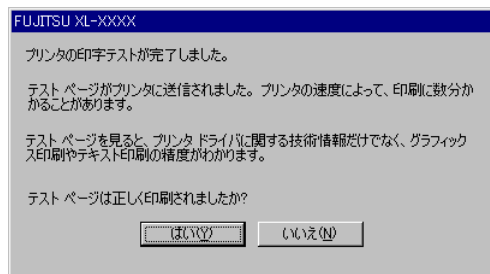 FUJITSU XL-XXXX
プリンタの印字テストが完了しました。
テスト ページがプリンタに送信されました。プリンタの速度によって、印刷に数分か
かることがあります。
テスト ページを見ると、プリンタ ドライバに関する技術情報だけでなく、グラフィック
ス印刷やテキスト印刷の精度がわかります。
テスト ページは正しく印刷されましたか?
はい(Y) いいえ(N)